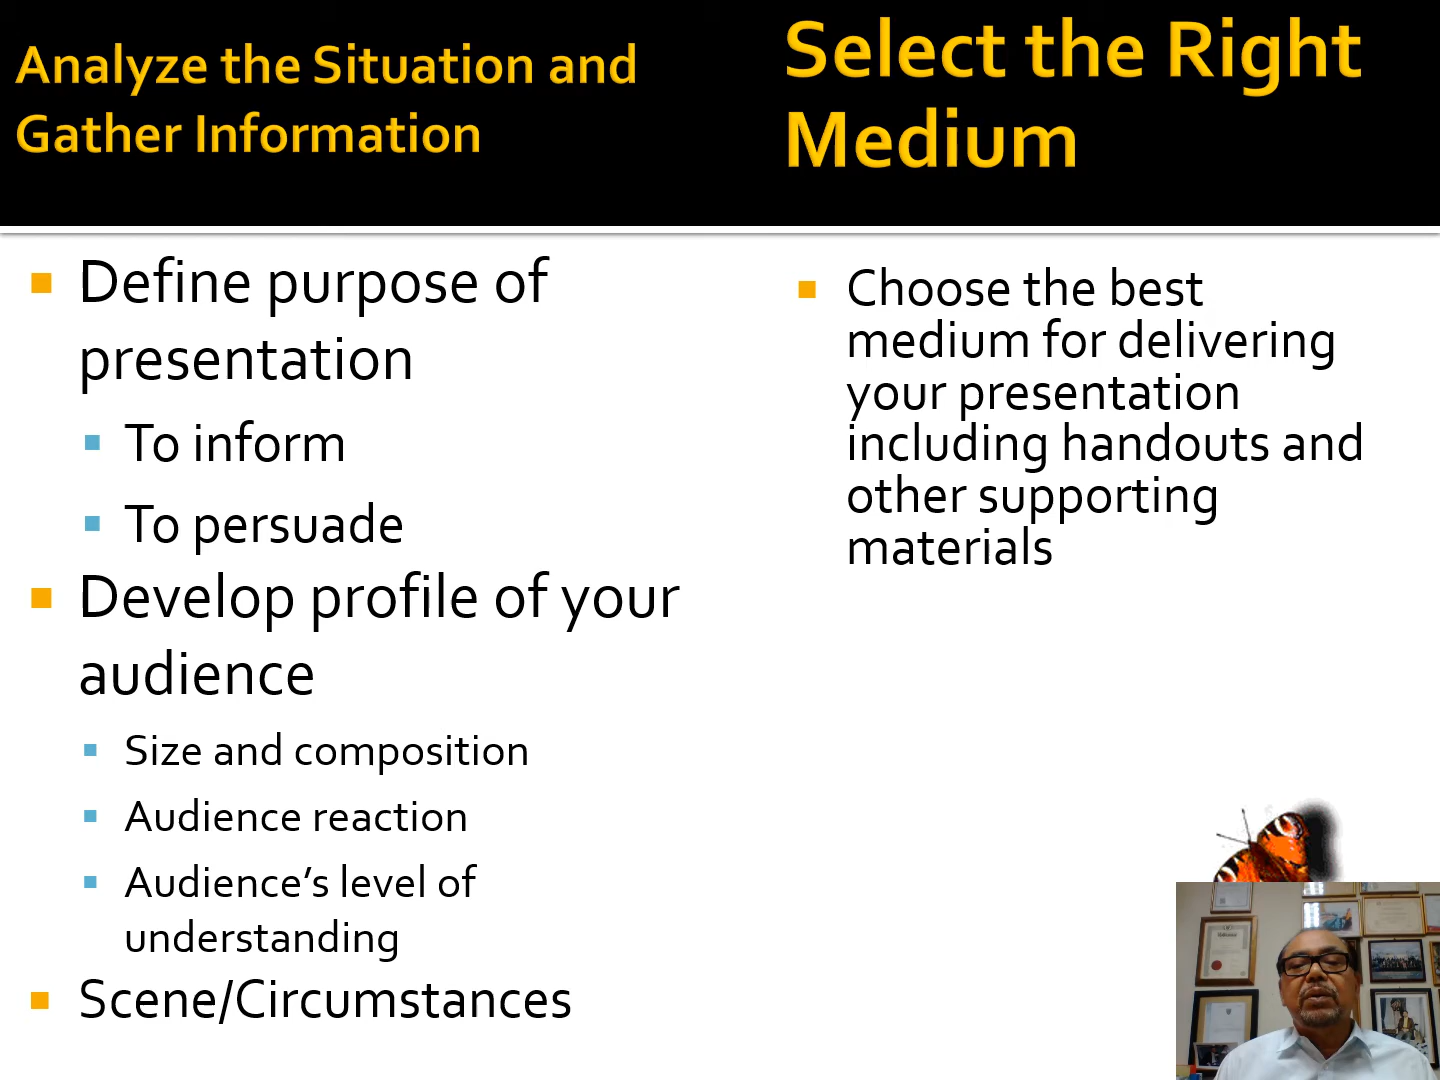 Analyze the Situation and
Gather Information
Select the Right
Medium
Define purpose of
presentation
To inform
To persuade
Develop profile of your
audience
Size and composition
Audience reaction
Audience’s level of
understanding
Scene/Circumstances
Choose the best
medium for delivering
your presentation
including handouts and
other supporting
materials